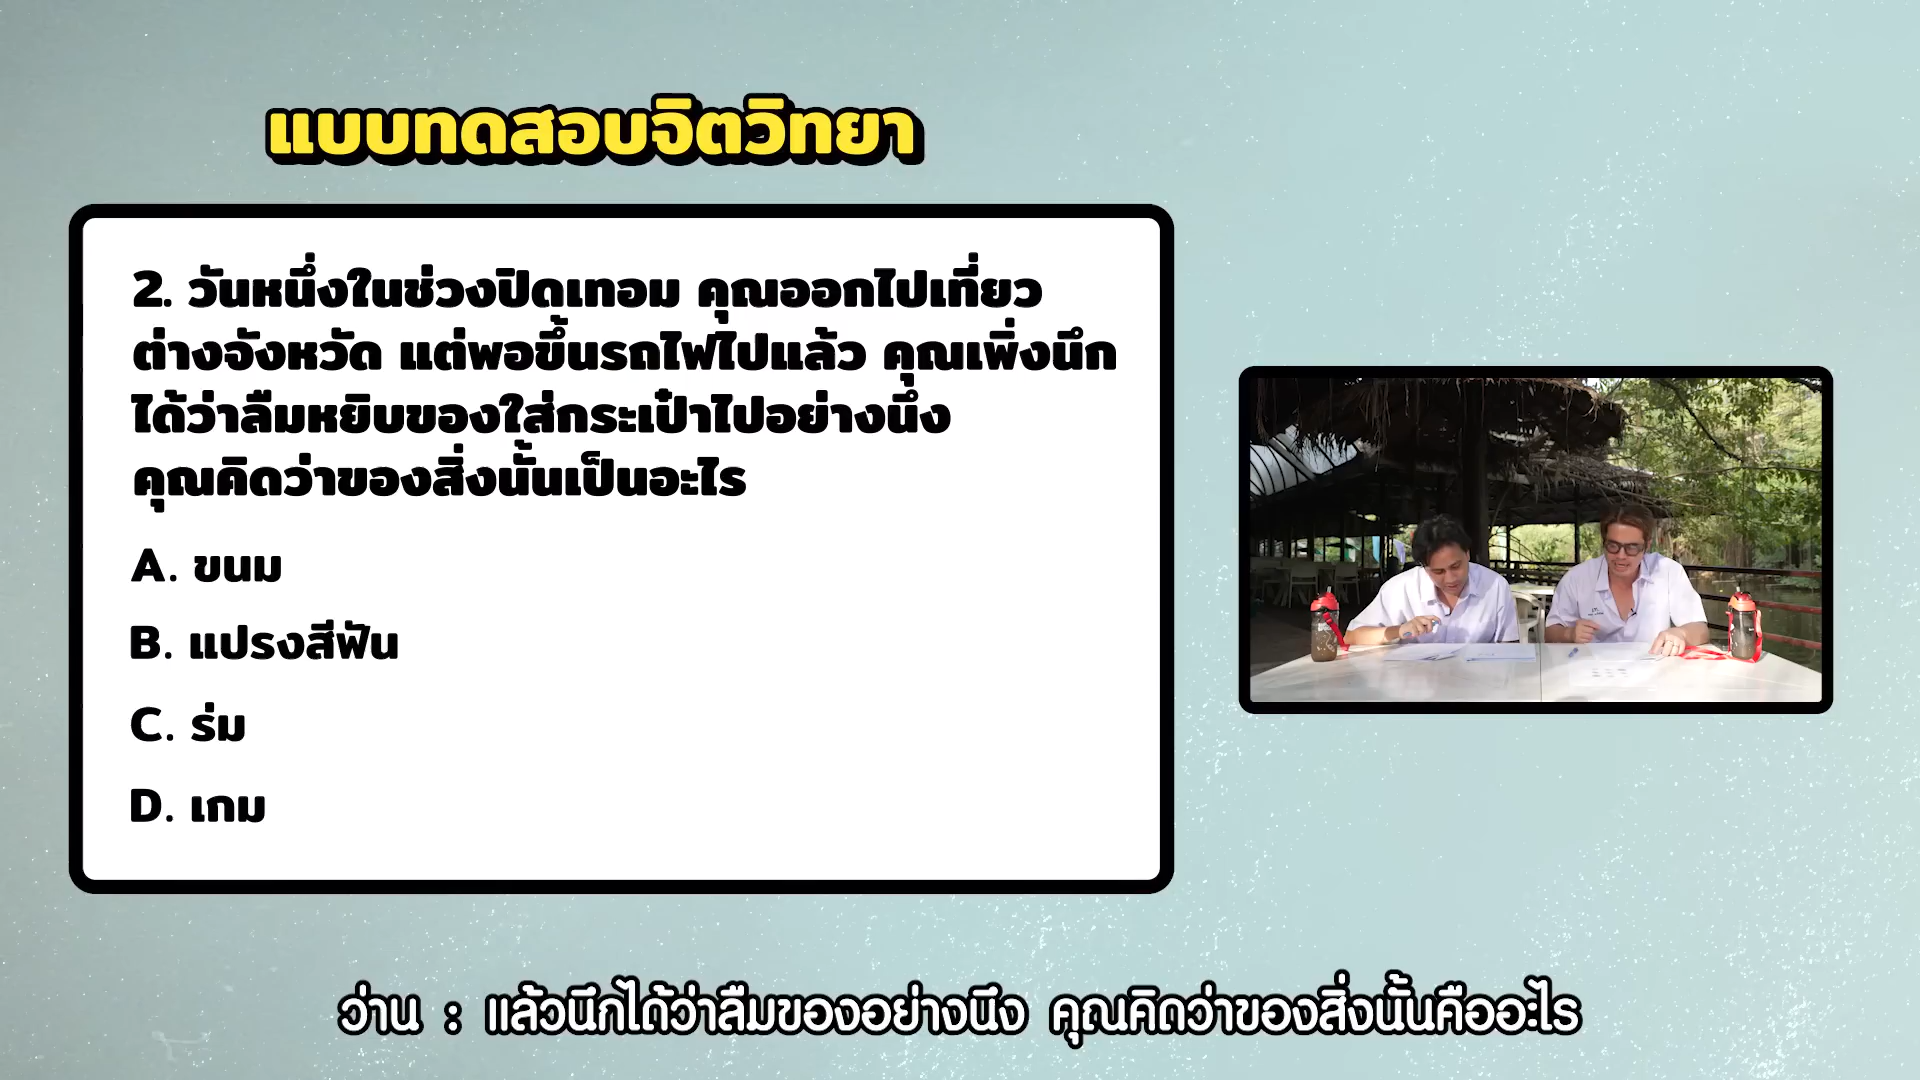 แบบทดสอบจิตวิทยา
2. วันหนึ่งในช่วงปิดเทอม คุณออกไปเที่ยว
ต่างจังหวัด แต่พอขึ้นรถไฟไปแล้ว คุณเพิ่งนึก
ได้ว่าลืมหยิบของใส่กระเป๋าไปอย่างนึง
คุณคิดว่าของสิ่งนั้นเป็นอะไร
A. ขนม
B. แปรงสีฟัน
C. ร่ม
D. เกม
ว่าน : แล้วนึกได้ว่าลืมของอย่างนึง คุณคิดว่าของสิ่งนั้นคืออะไร